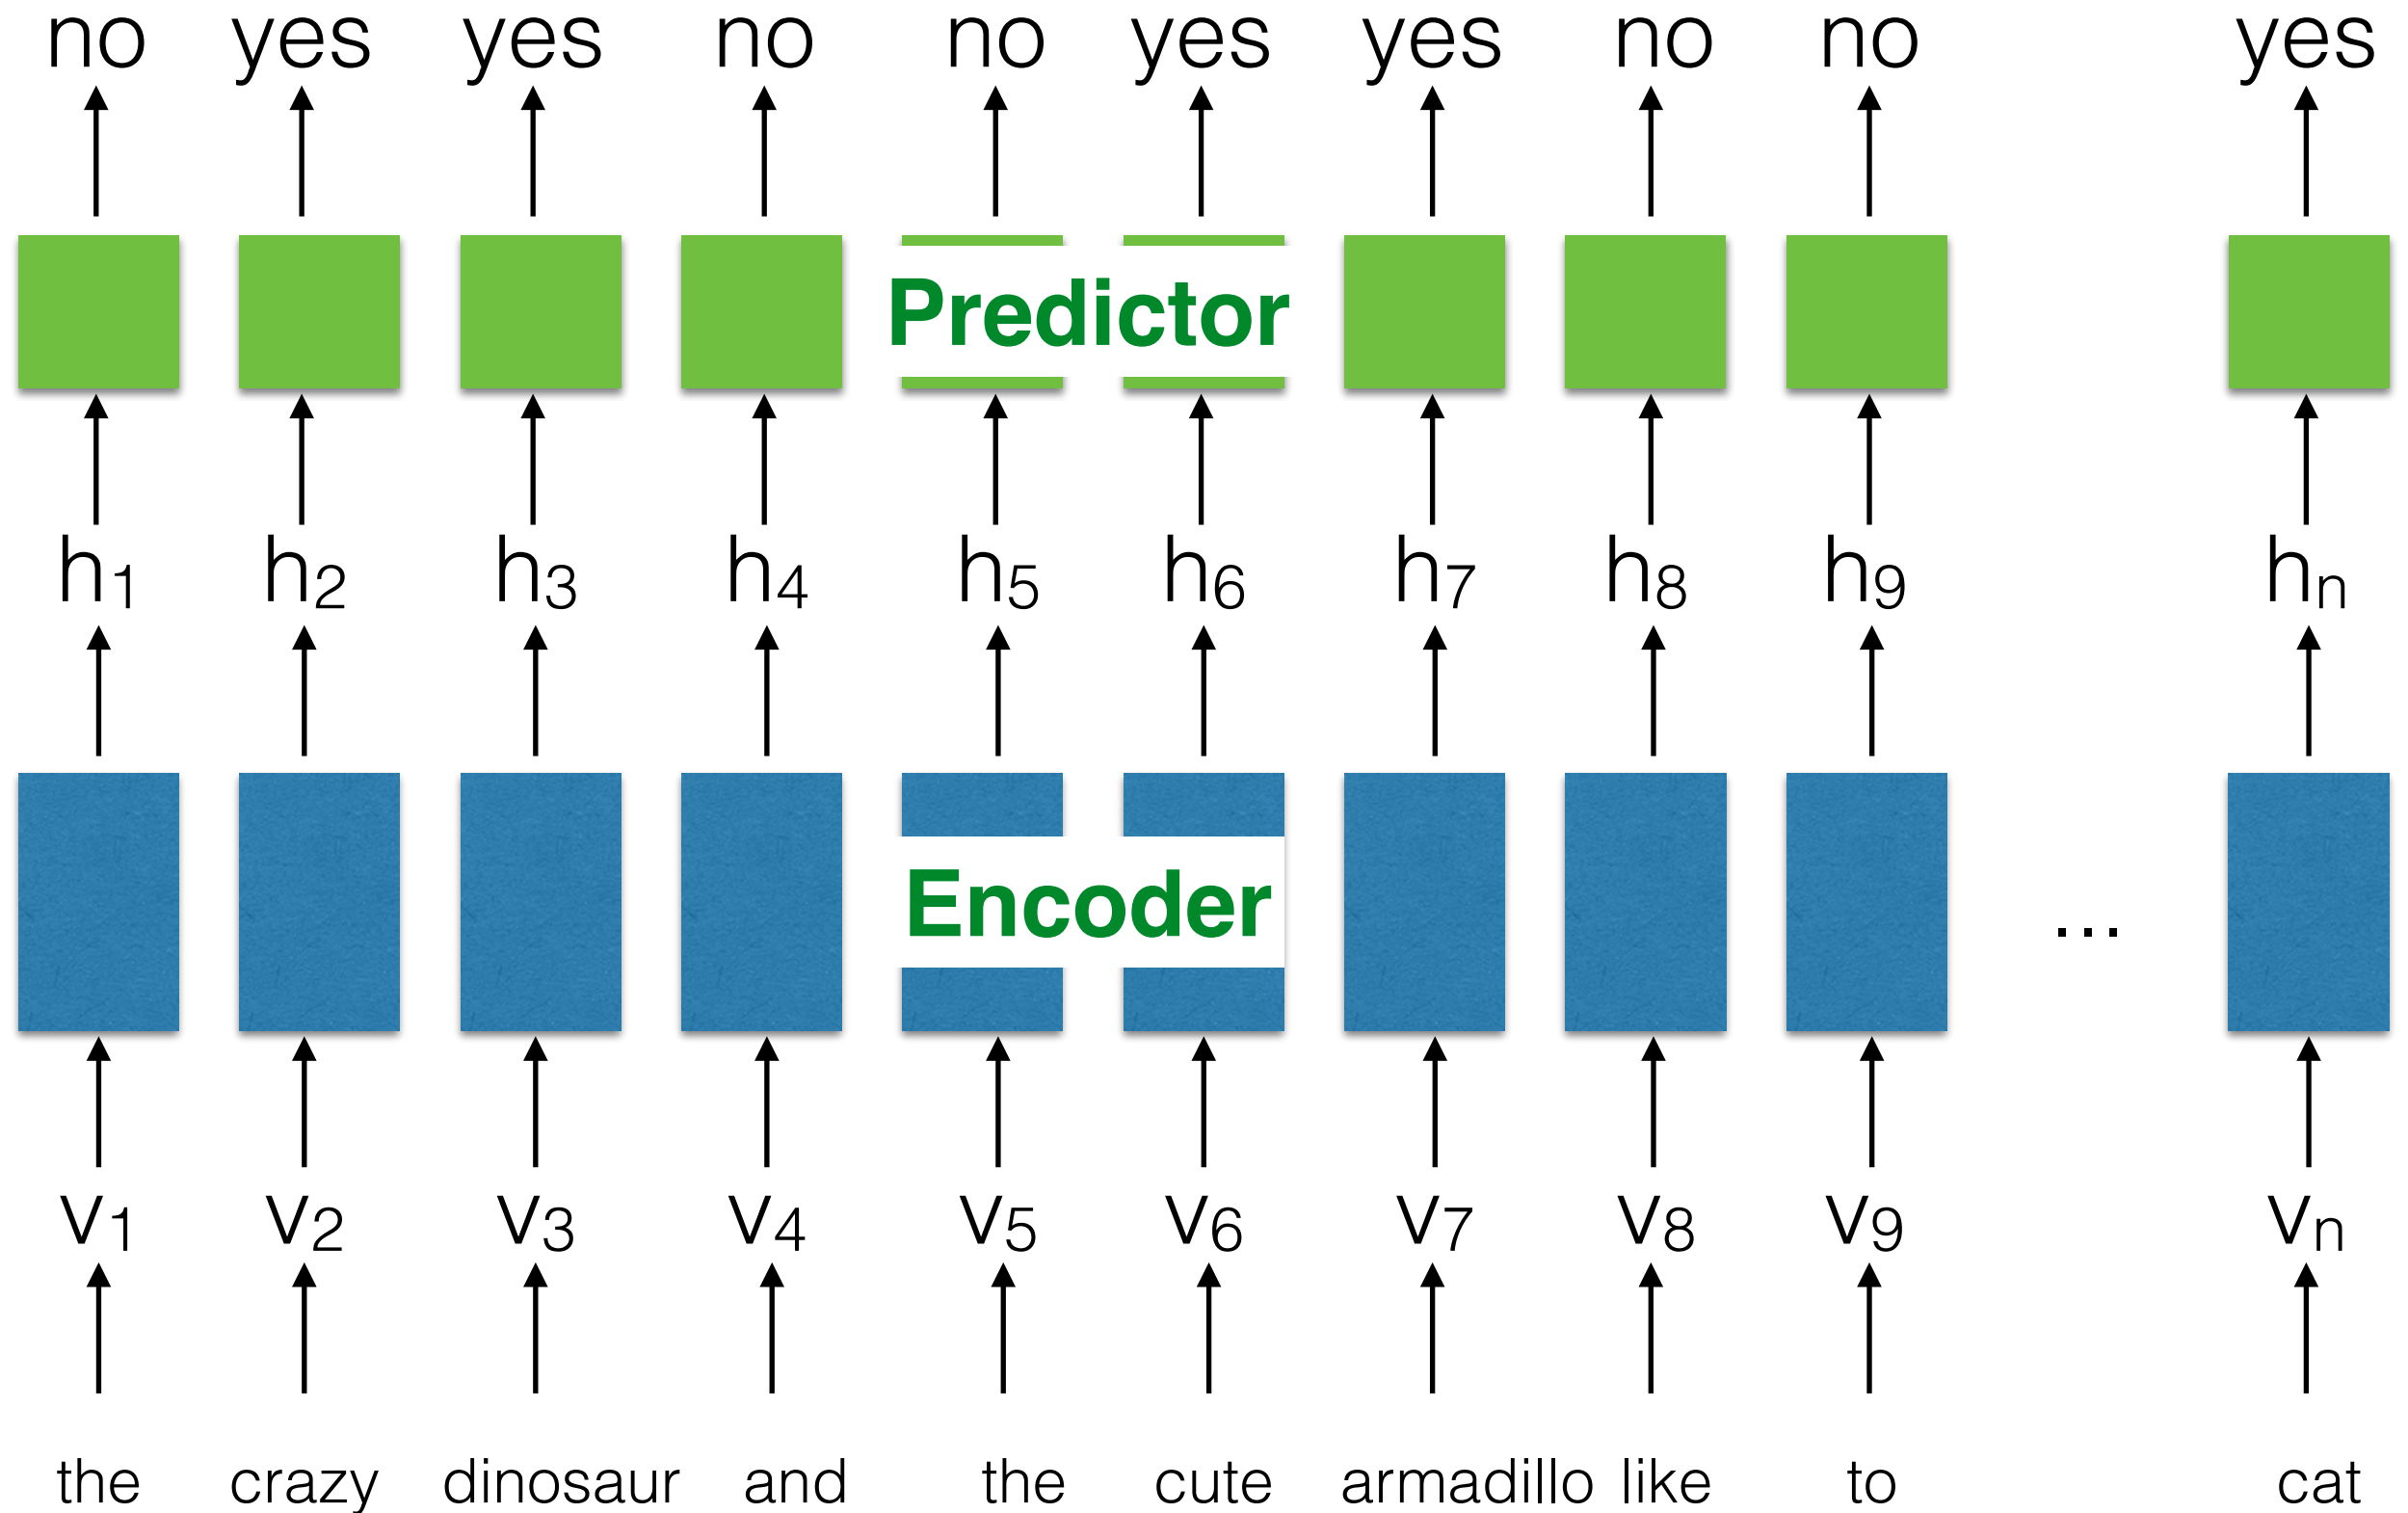 no yes yes no no yes yes no no yes
Predictor
h1 h2 h3 h4 h5 h6 h7 h8 h9 hn
Encoder
...
v1 v2 v3 v4 v5 v6 v7 v8 v9 vn
the crazy dinosaur and the cute armadillo like to cat